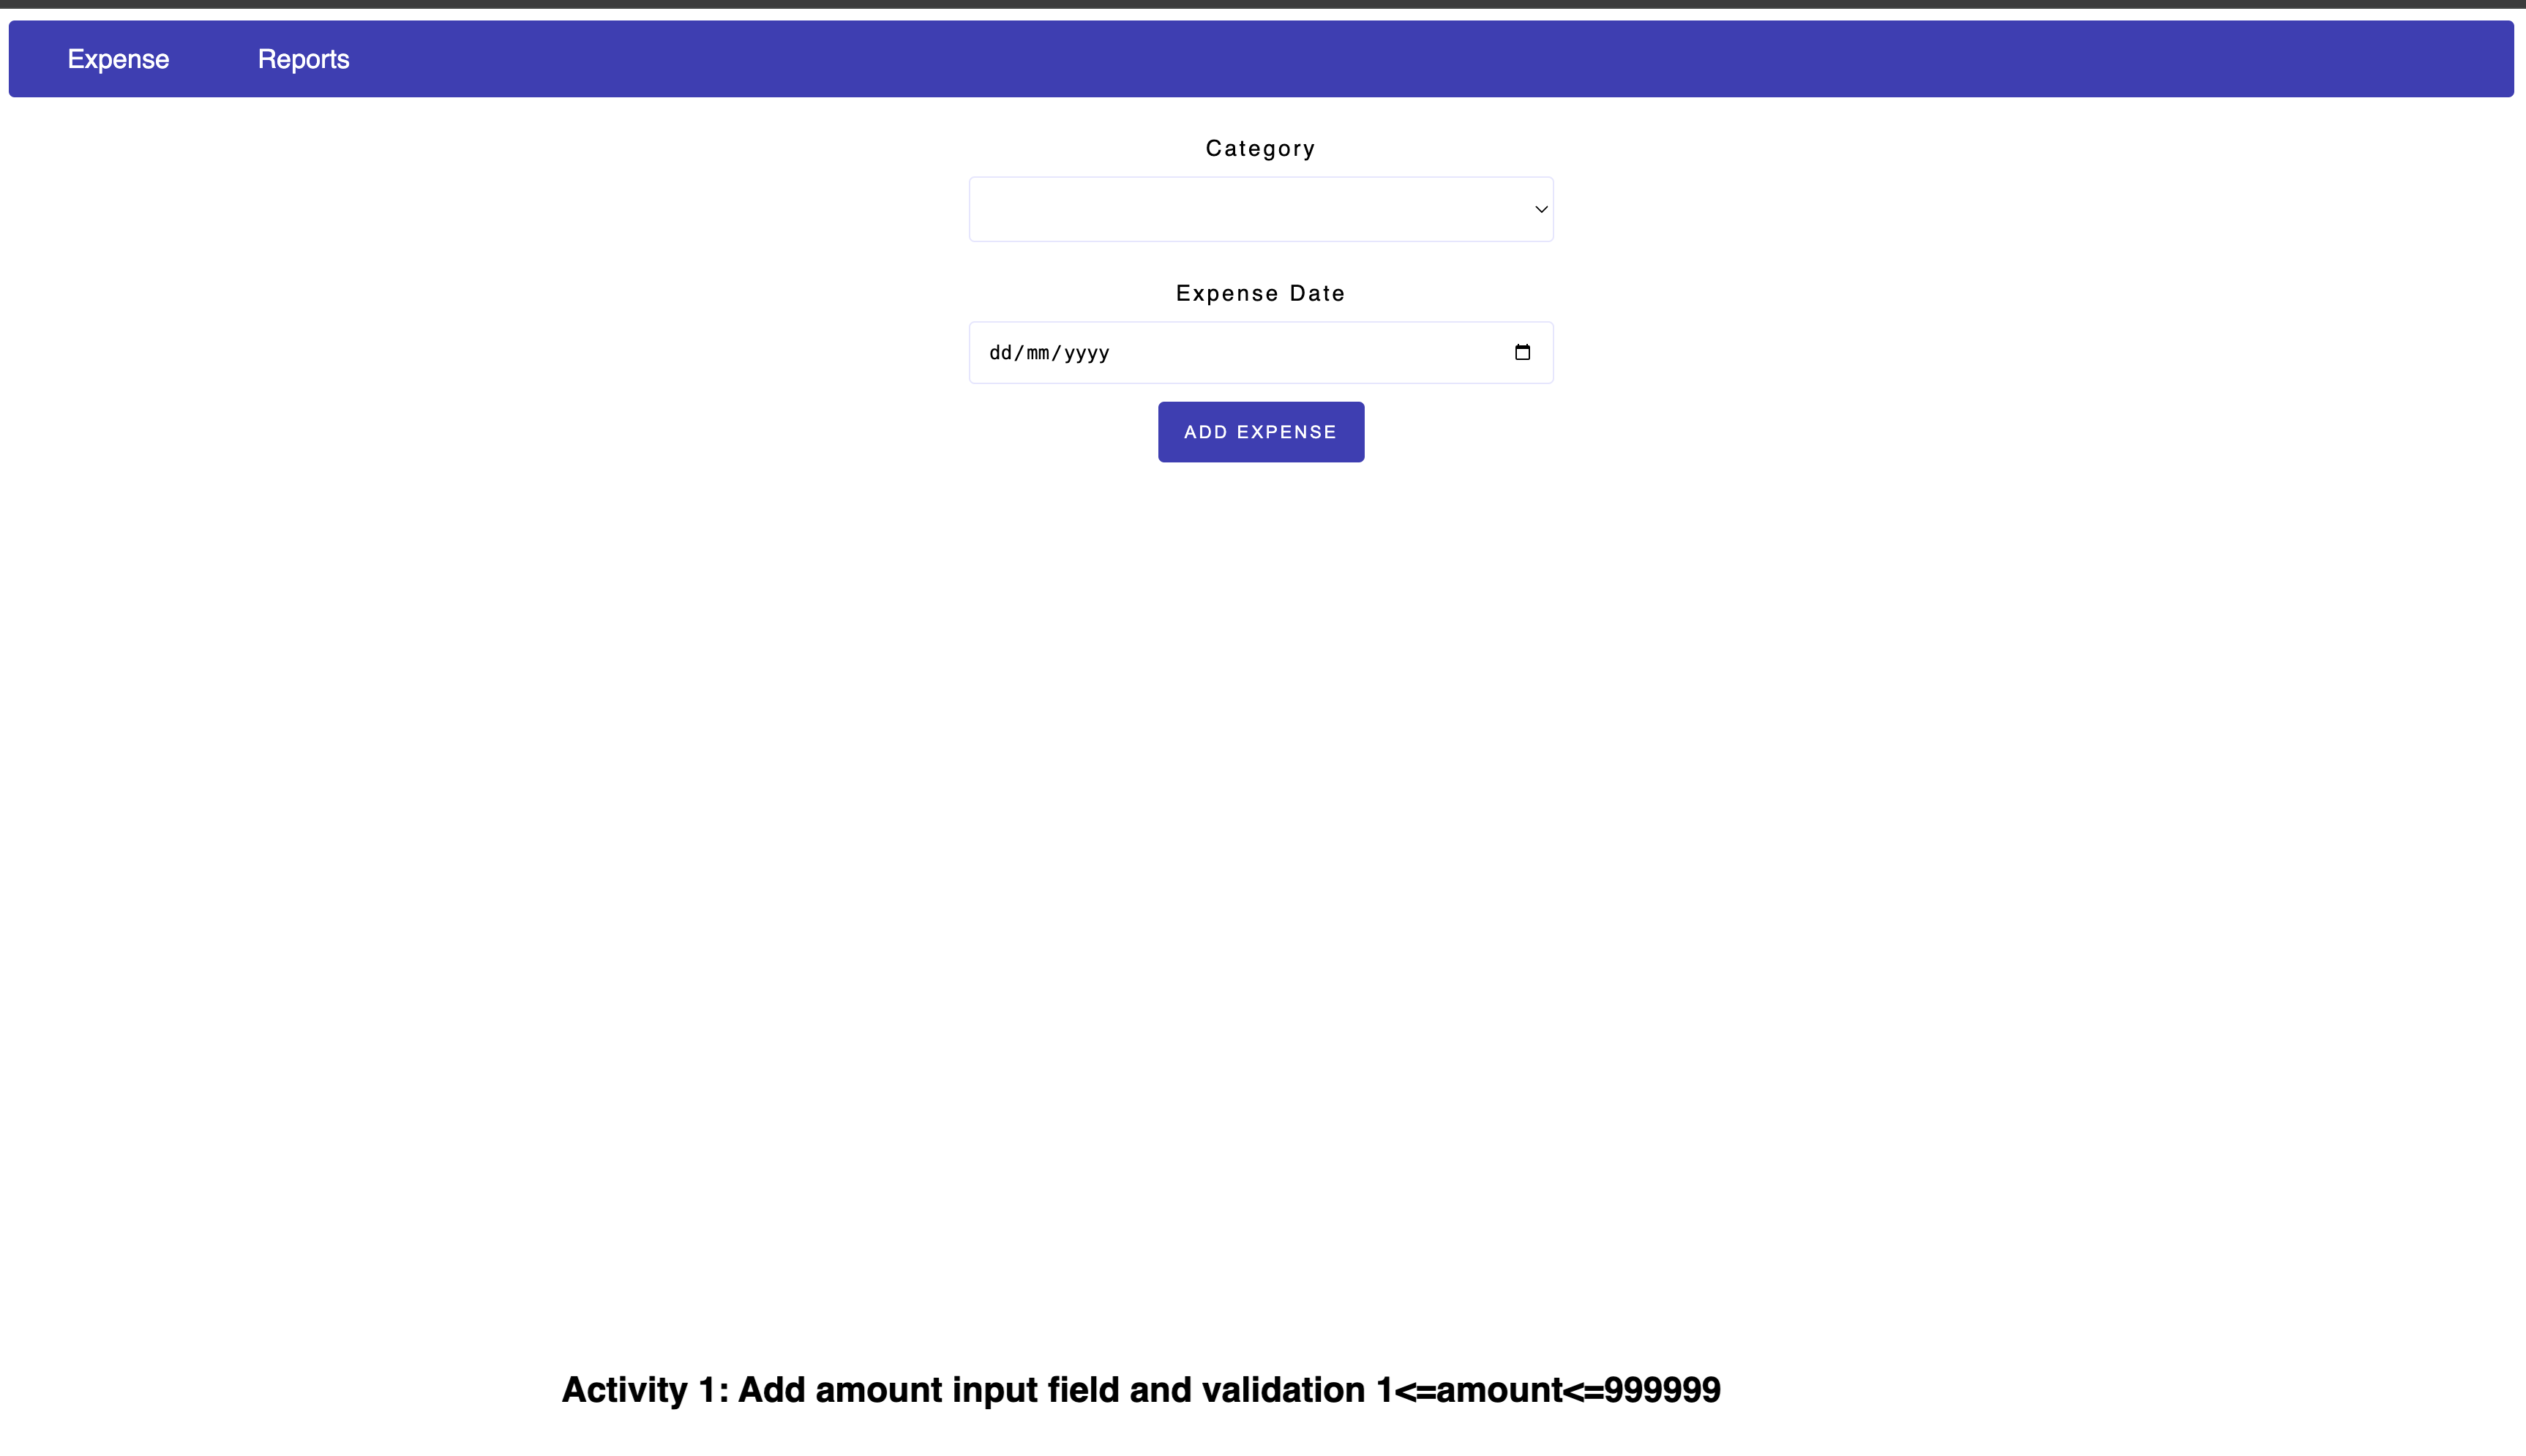 Expense Reports
Category
Expense Date
dd/mm/yyyy
ADD EXPENSE
Activity 1: Add amount input field and validation 1<=amount<=999999